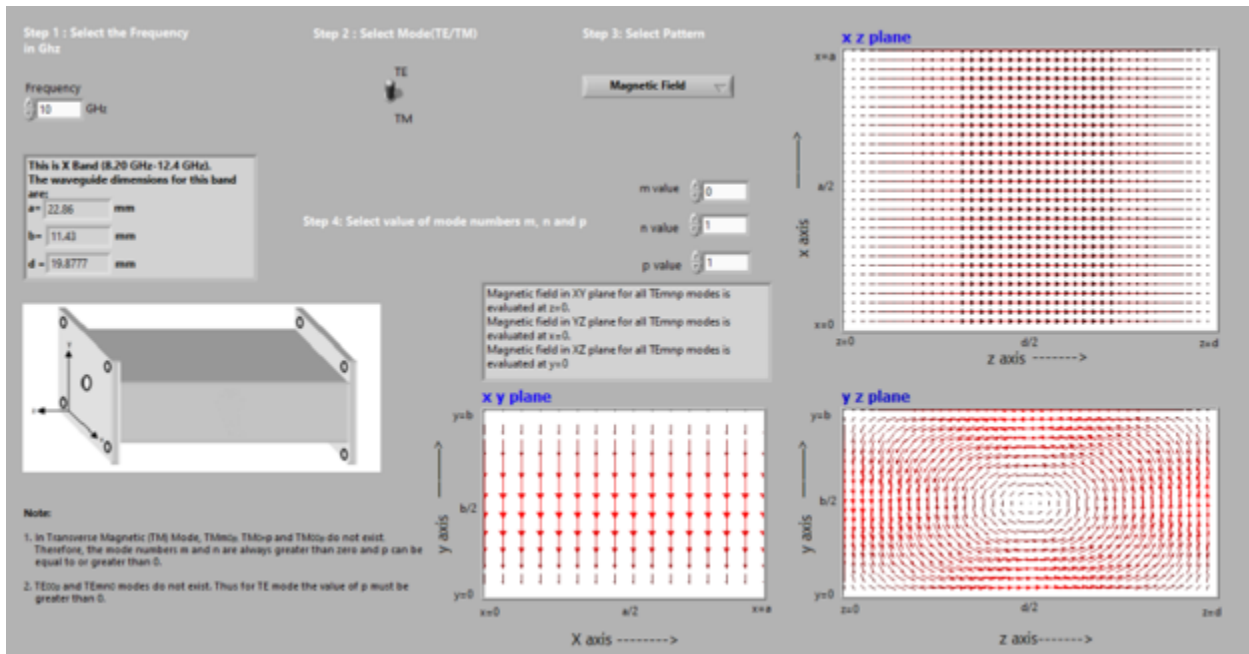 Step 1 : Select the Frequency
in Ghz
Step 2 : Select Mode(TE/TM)
Step 3: Select Pattern
Frequency
10 GHz
TE
TM
Magnetic Field
This is X Band (8.20 GHz-12.4 GHz).
The waveguide dimensions for this band
are:
a= 22.86 mm
b= 11.43 mm
d = 19.8777 mm
Step 4: Select value of mode numbers m, n and p
m value 0
n value 1
p value 1
Magnetic field in XY plane for all TEmnp modes is
evaluated at z=0.
Magnetic field in YZ plane for all TEmnp modes is
evaluated at x=0.
Magnetic field in XZ plane for all TEmnp modes is
evaluated at y=0
x z plane
x=a
a/2
x=0
x axis
z=0 d/2 z=d
z axis ------->
x y plane
y=b
b/2
y=0
y axis
x=0 a/2 x=a
X axis -------->
y z plane
y=b
b/2
y=0
y axis
z=0 d/2 z=d
z axis------->
Note:
1. In Transverse Magnetic (TM) Mode, and do not exist.
Therefore, the mode numbers m and n are always greater than zero and p can be
equal to or greater than 0.
2. and modes do not exist. Thus for TE mode the value of p must be
greater than 0.